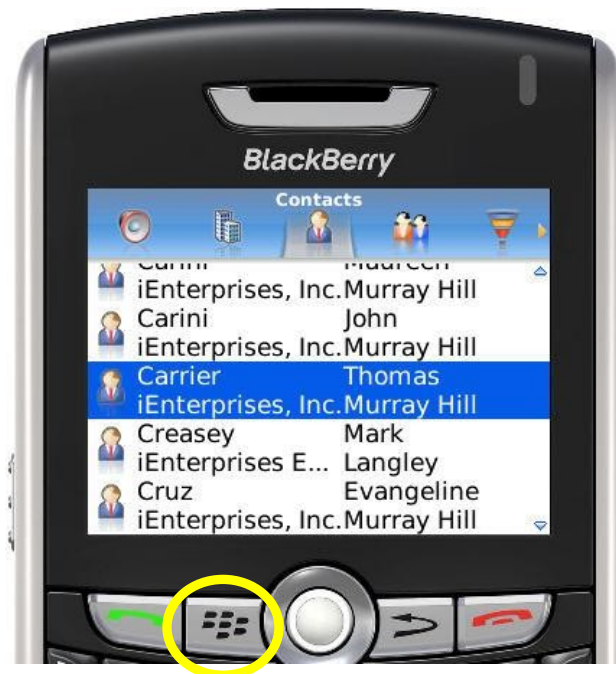 BlackBerry
Contacts
Maureen
iEnterprises, Inc. Murray Hill
Carini John
iEnterprises, Inc. Murray Hill
Carrier Thomas
iEnterprises, Inc. Murray Hill
Creasey Mark
iEnterprises E... Langley
Cruz Evangeline
iEnterprises, Inc. Murray Hill